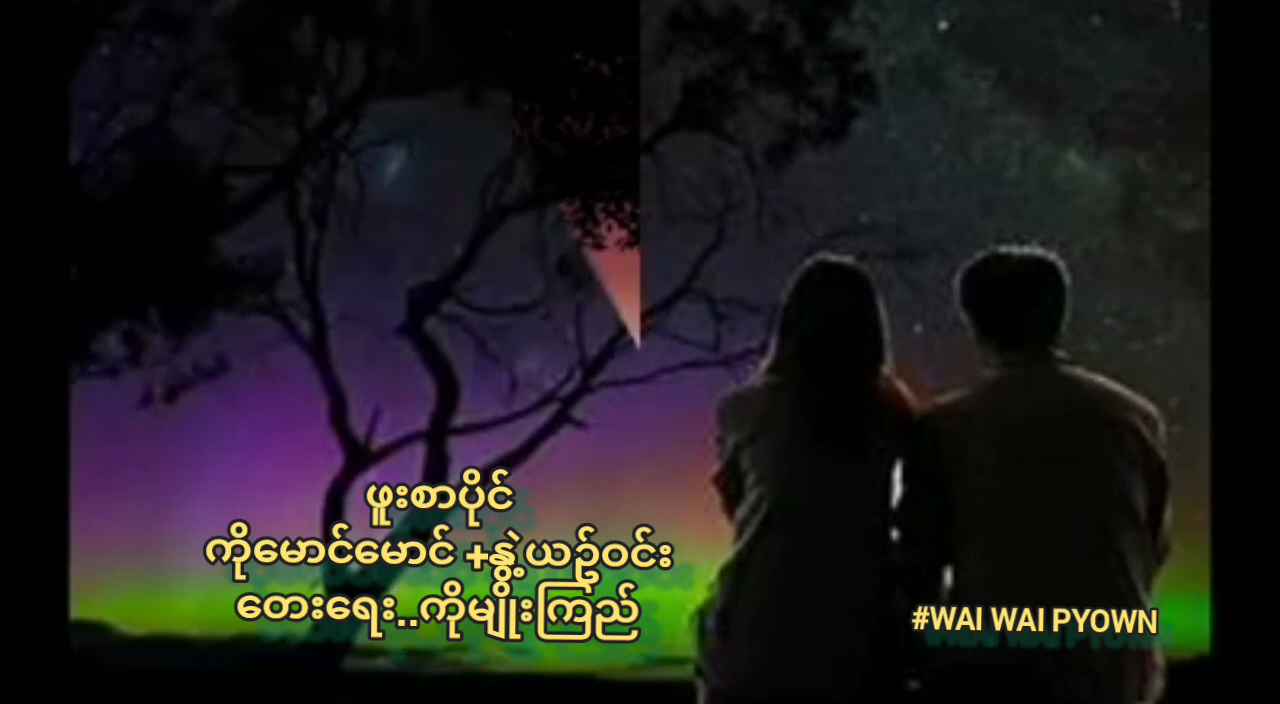 ဖူးစာပိုင်
ကိုမောင်မောင် +နွဲ့ယဉ်ဝင်း
တေးရေး..ကိုမျိုးကြည်
#WAI WAI PYOWN